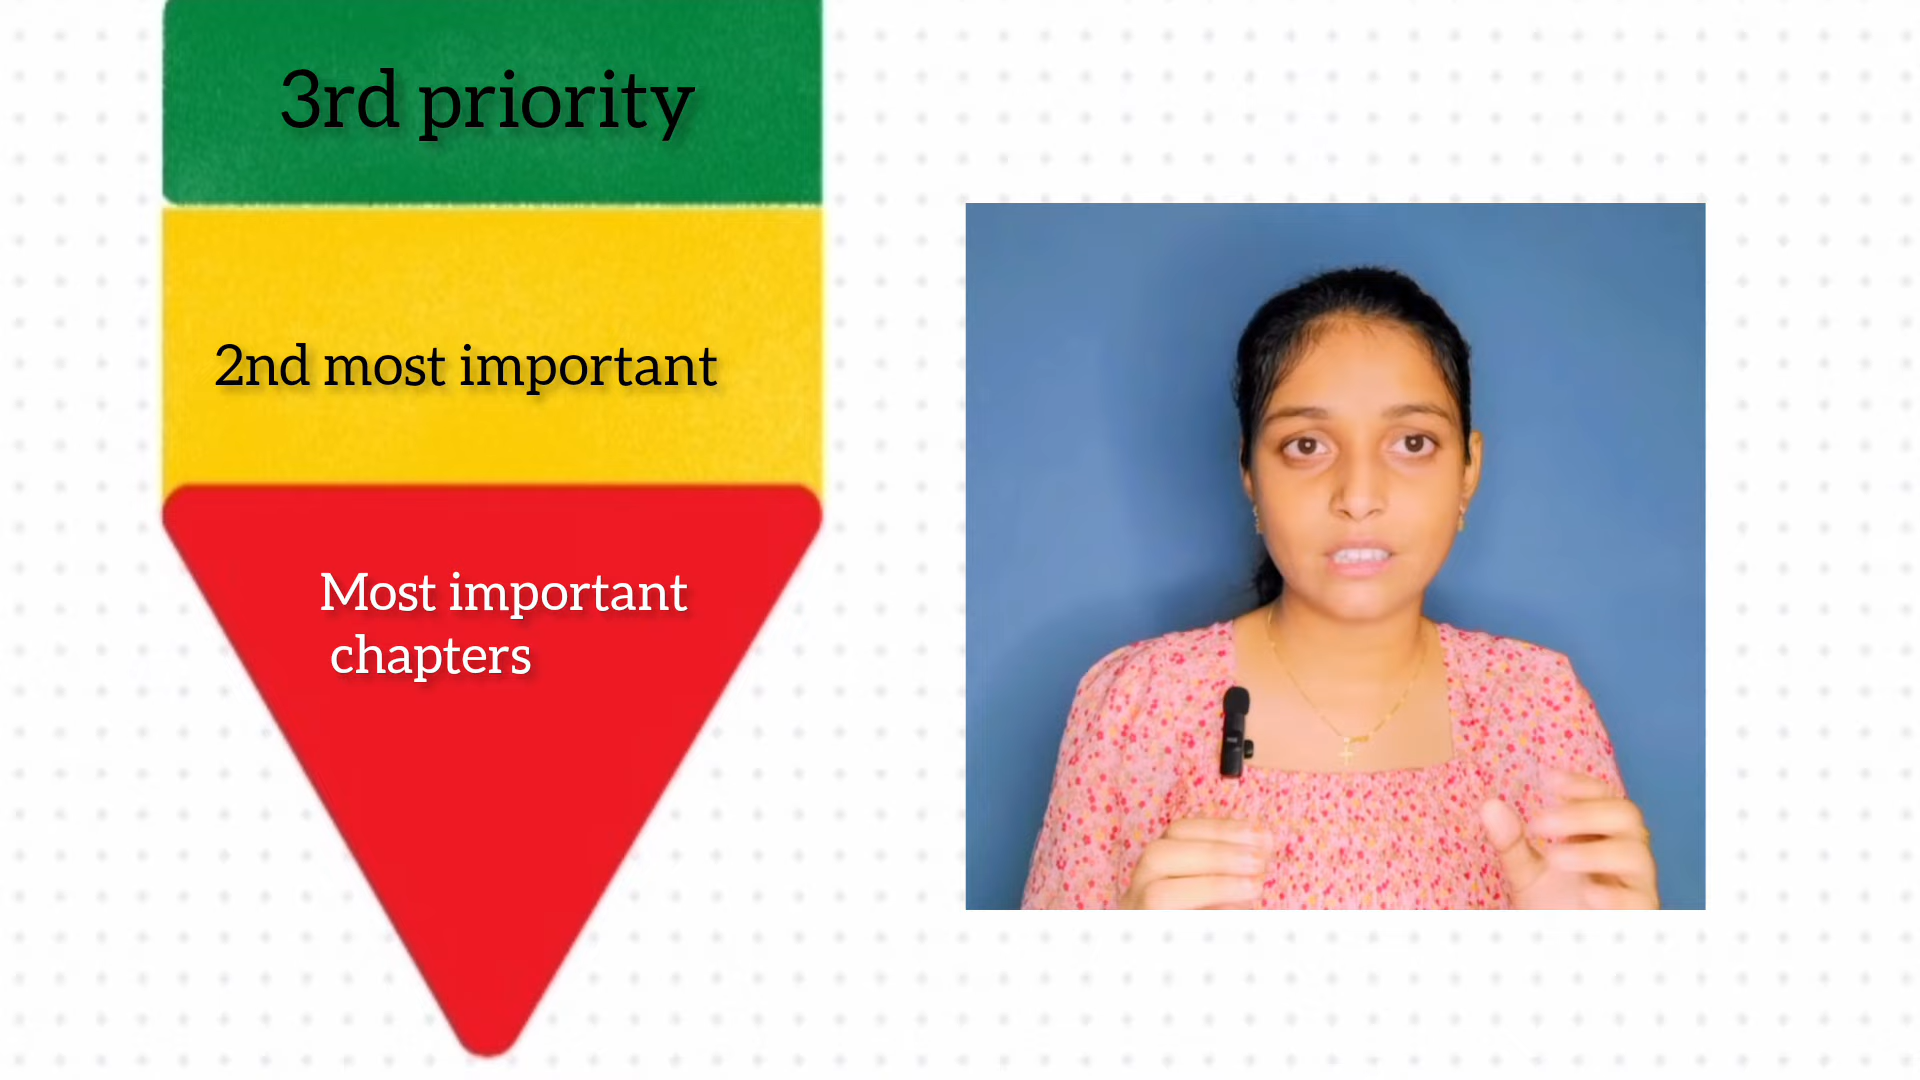 3rd priority
2nd most important
Most important
chapters